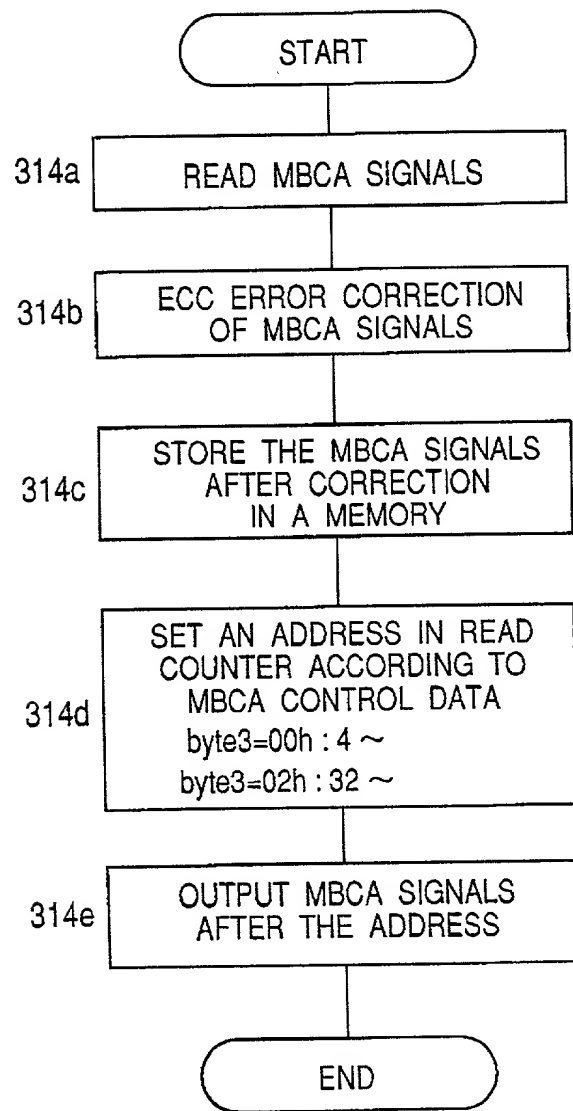 START
314a
READ MBCA SIGNALS
314b
ECC ERROR CORRECTION
OF MBCA SIGNALS
314c
STORE THE MBCA SIGNALS
AFTER CORRECTION
IN A MEMORY
314d
SET AN ADDRESS IN READ
COUNTER ACCORDING TO
MBCA CONTROL DATA
byte3=00h : 4 ~
byte3=02h : 32 ~
314e
OUTPUT MBCA SIGNALS
AFTER THE ADDRESS
END